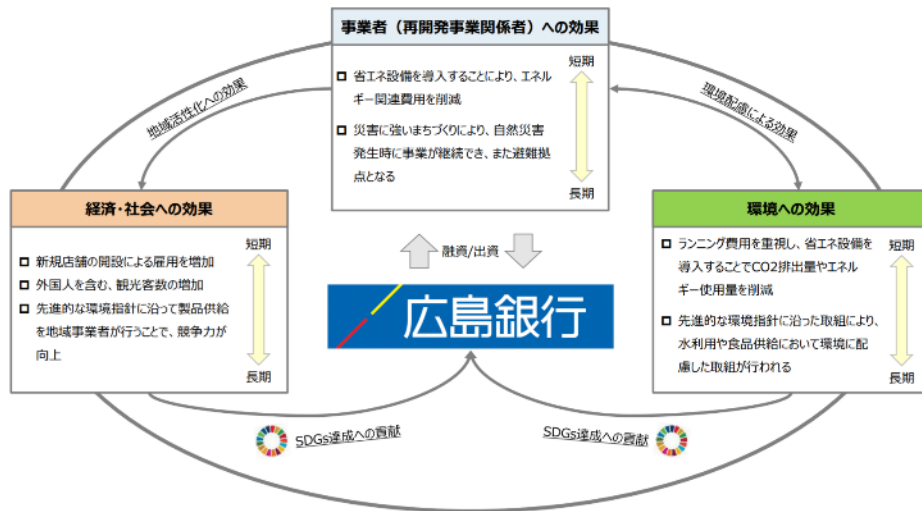 事業者（再開発事業関係者）への効果
短期
省エネ設備を導入することにより、エネル
ギー関連費用を削減
災害に強いまちづくりにより、自然災害
発生時に事業が継続でき、また避難拠
点となる
長期
地域活性化への効果
環境配慮による効果
経済・社会への効果
短期
新規店舗の開設による雇用を増加
外国人を含む、観光客数の増加
先進的な環境指針に沿って製品供給
を地域事業者が行うことで、競争力が
向上
長期
融資/出資
広島銀行
環境への効果
短期
ランニング費用を重視し、省エネ設備を
導入することでCO2排出量やエネル
ギー使用量を削減
先進的な環境指針に沿った取組により、
水利用や食品供給において環境に配
慮した取組が行われる
長期
SDGs達成への貢献
SDGs達成への貢献